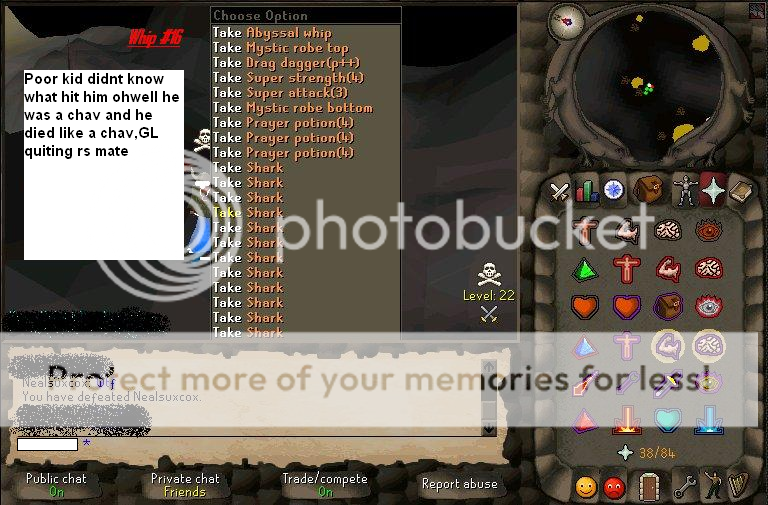 Choose Option
Whip #16
Take Abyssal whip
Take Mystic robe top
Take Drag dagger(p++)
Take Super strength(4)
Take Super attack(3)
Take Mystic robe bottom
Take Prayer potion(4)
Take Prayer potion(4)
Take Prayer potion(4)
Take Shark
Take Shark
Take Shark
Take Shark
Take Shark
Take Shark
Take Shark
Take Shark
Take Shark
Take Shark
Take Shark
Take Shark
Poor kid didnt know
what hit him ohwell he
was a chav and he
died like a chav,GL
quiting rs mate
photobucket
Level: 22
Protect more of your memories for less!
Nealsuxcox: wtf
You have defeated Nealsuxcox.
*
38/84
Public chat
On
Private chat
Friends
Trade/compete
On
Report abuse